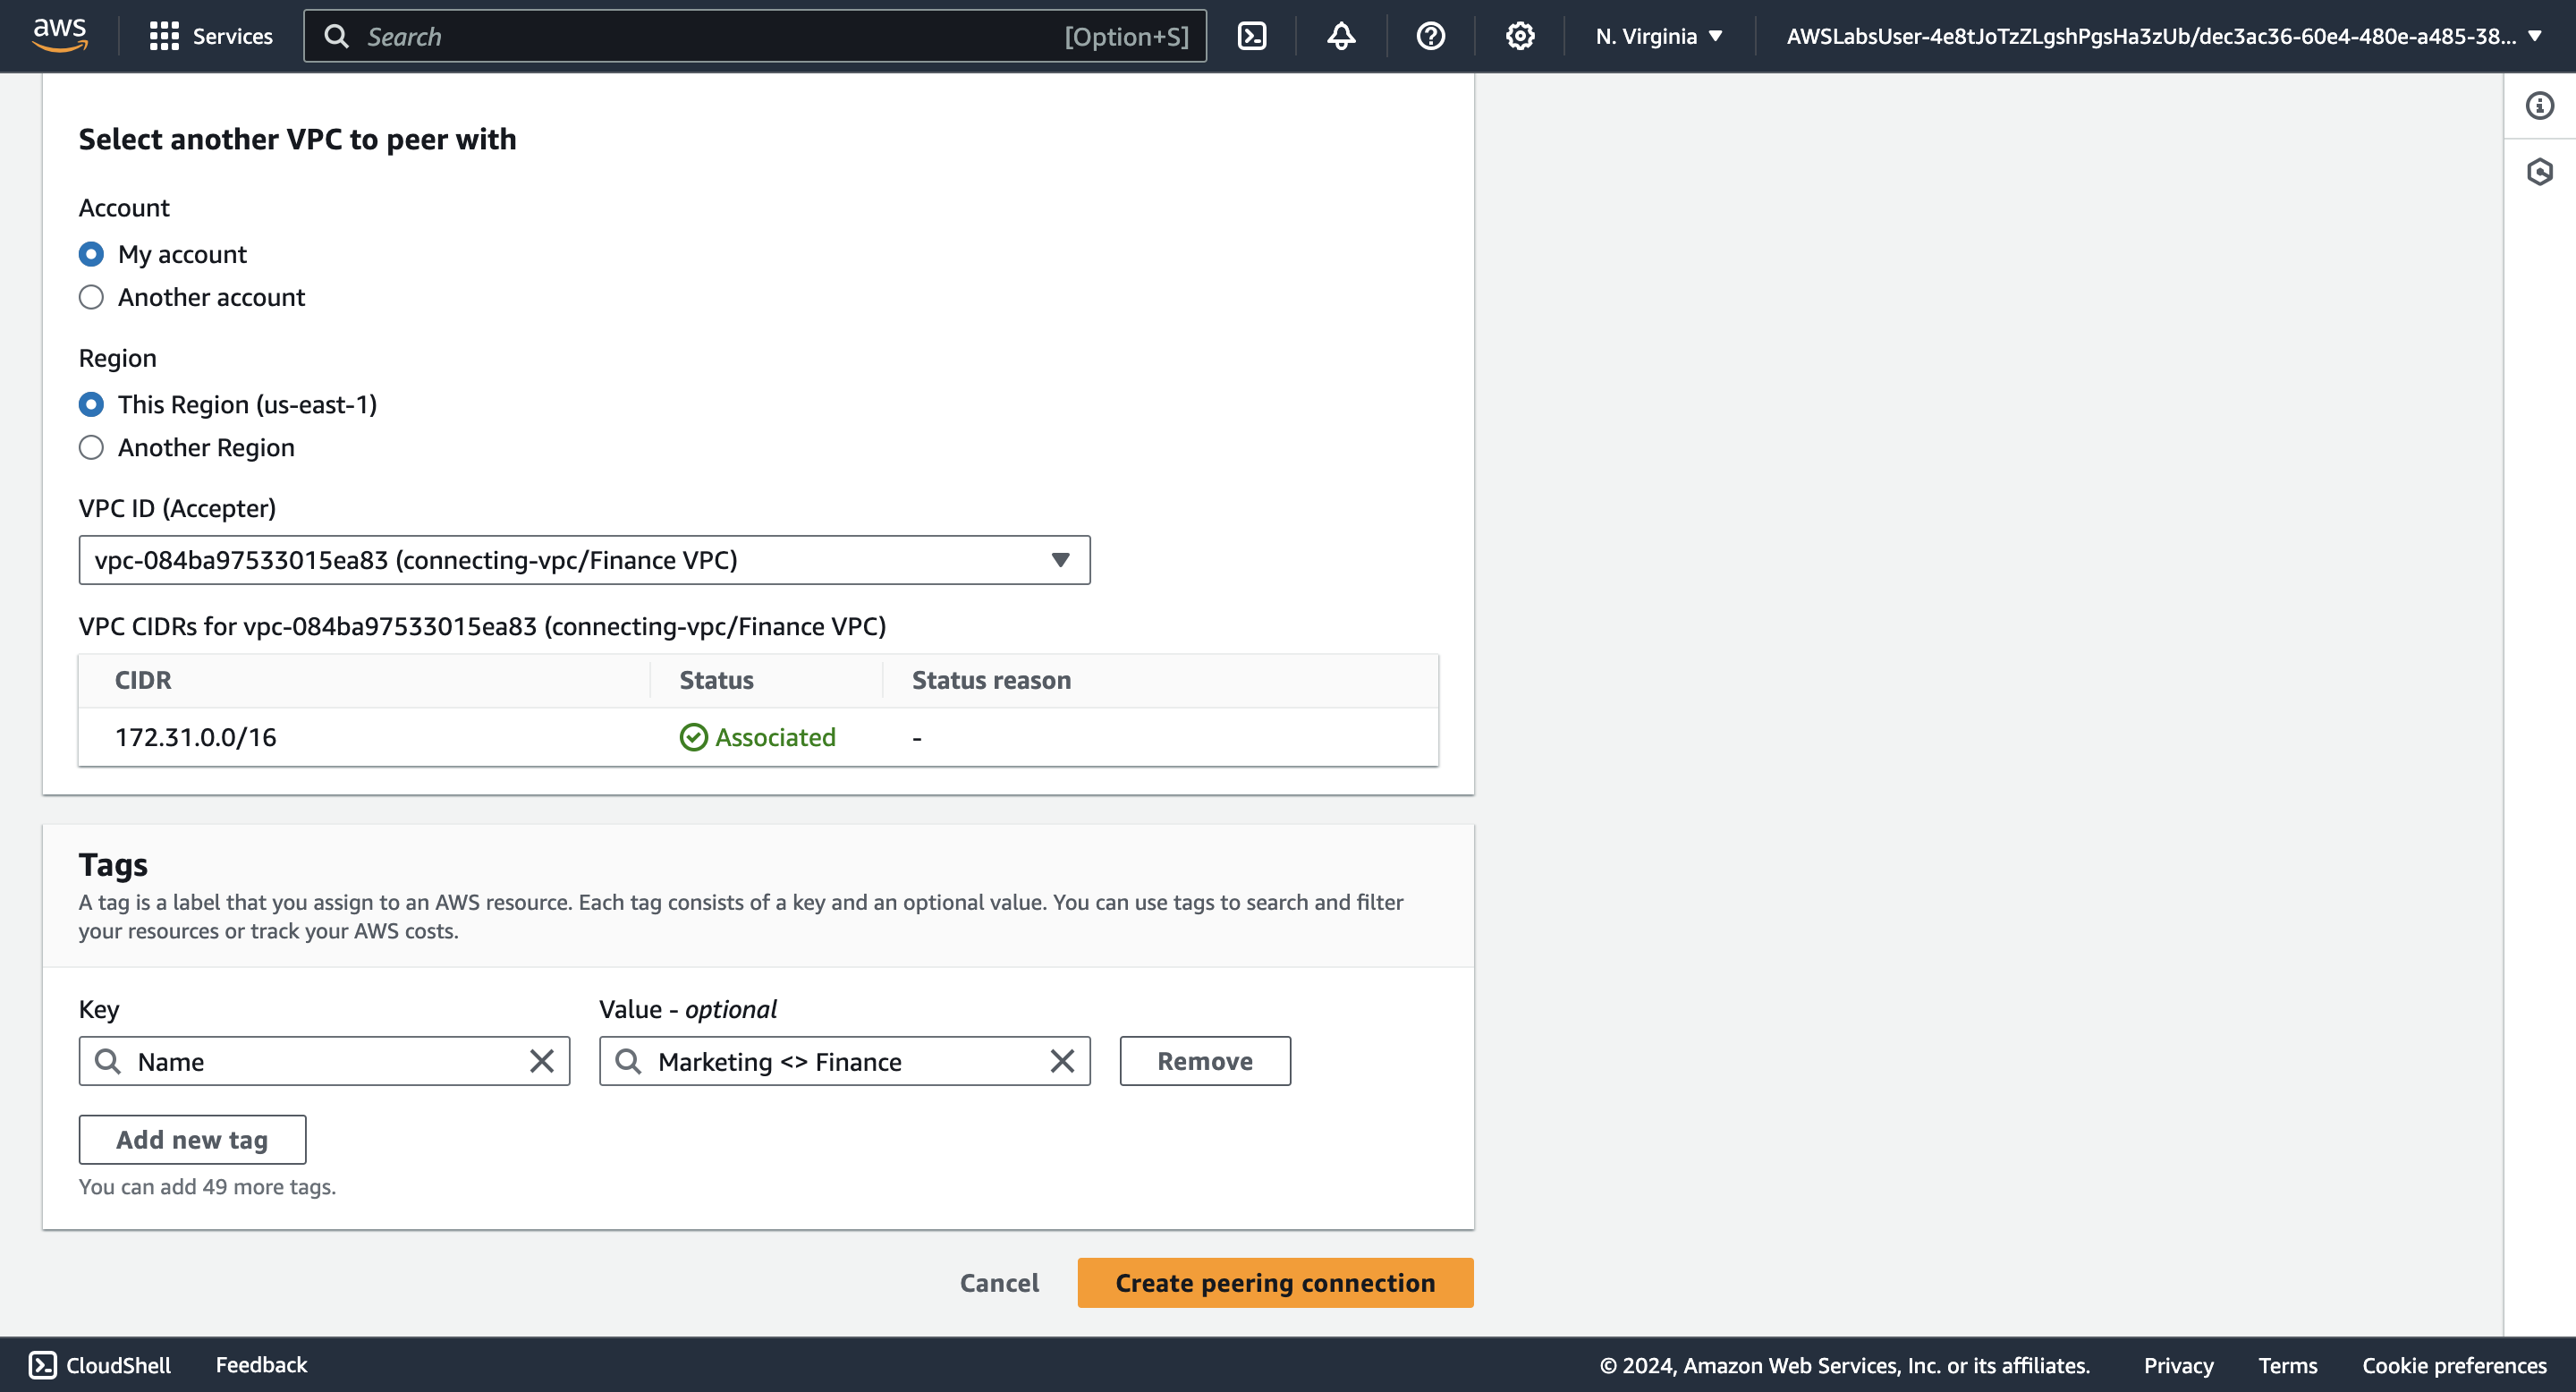 aws
Services
Search
[Option+S]
N. Virginia
AWSLabsUser-4e8tJoTzZLgshPgsHa3zUb/dec3ac36-60e4-480e-a485-38...
Select another VPC to peer with
Account
My account
Another account
Region
This Region (us-east-1)
Another Region
VPC ID (Accepter)
vpc-084ba97533015ea83 (connecting-vpc/Finance VPC)
VPC CIDRs for vpc-084ba97533015ea83 (connecting-vpc/Finance VPC)
CIDR Status Status reason
172.31.0.0/16 Associated -
Tags
A tag is a label that you assign to an AWS resource. Each tag consists of a key and an optional value. You can use tags to search and filter
your resources or track your AWS costs.
Key Value - optional
Name Marketing <> Finance Remove
Add new tag
You can add 49 more tags.
Cancel Create peering connection
CloudShell Feedback © 2024, Amazon Web Services, Inc. or its affiliates. Privacy Terms Cookie preferences